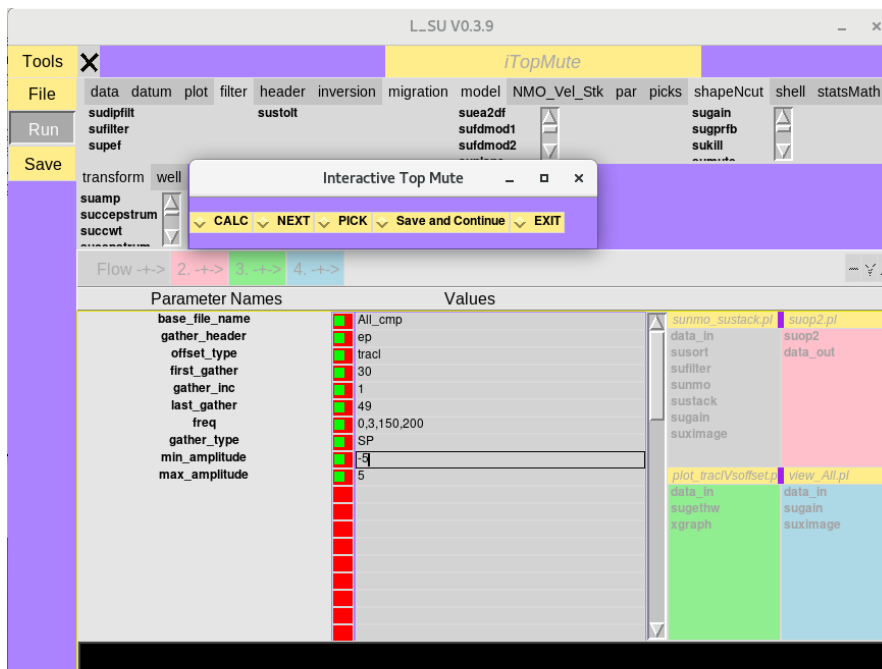 L_SU V0.3.9
Tools
iTopMute
File
data datum plot filter header inversion migration model NMO_Vel_Stk par picks shapeNcut shell statsMath
sudipfilt sustolt suea2df sugain
Run
sufilter sufdmod1 sugprfb
supef sufdmod2 sukill
Save
transform well
Interactive Top Mute
suamp
succepstrum
succwt
CALC NEXT PICK Save and Continue EXIT
Flow -+-> 2. -+-> 3. -+-> 4. -+->
Parameter Names Values
base_file_name All_cmp
gather_header ep
offset_type tracl
first_gather 30
gather_inc 1
last_gather 49
freq 0,3,150,200
gather_type SP
min_amplitude -5
max_amplitude 5
sunmo_sustack.pl
data_in
susort
sufilter
sunmo
sustack
sugain
suximage
suop2.pl
suop2
data_out
plot_traclVsoffset.p
data_in
sugethw
xgraph
view_All.pl
data_in
sugain
suximage